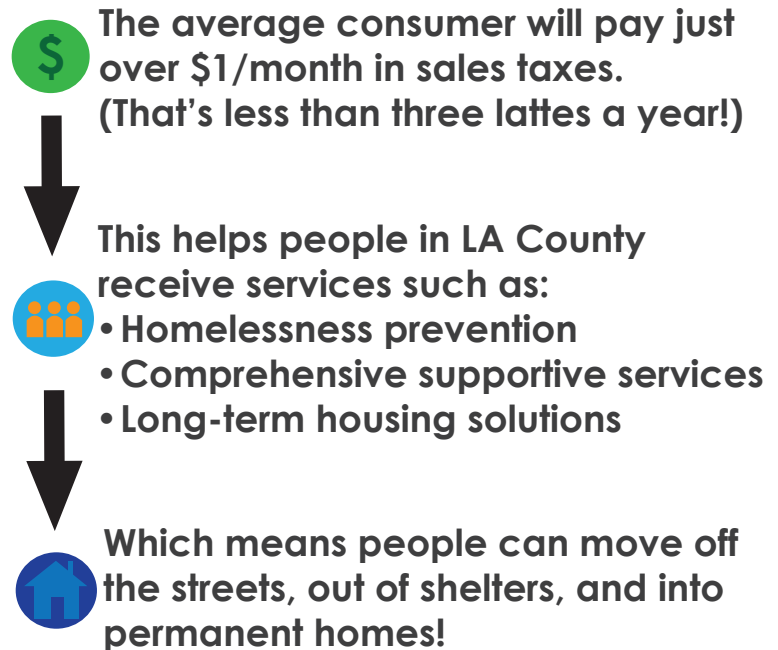 The average consumer will pay just
over $1/month in sales taxes.
(That's less than three lattes a year!)
This helps people in LA County
receive services such as:
• Homelessness prevention
• Comprehensive supportive services
• Long-term housing solutions
Which means people can move off
the streets, out of shelters, and into
permanent homes!